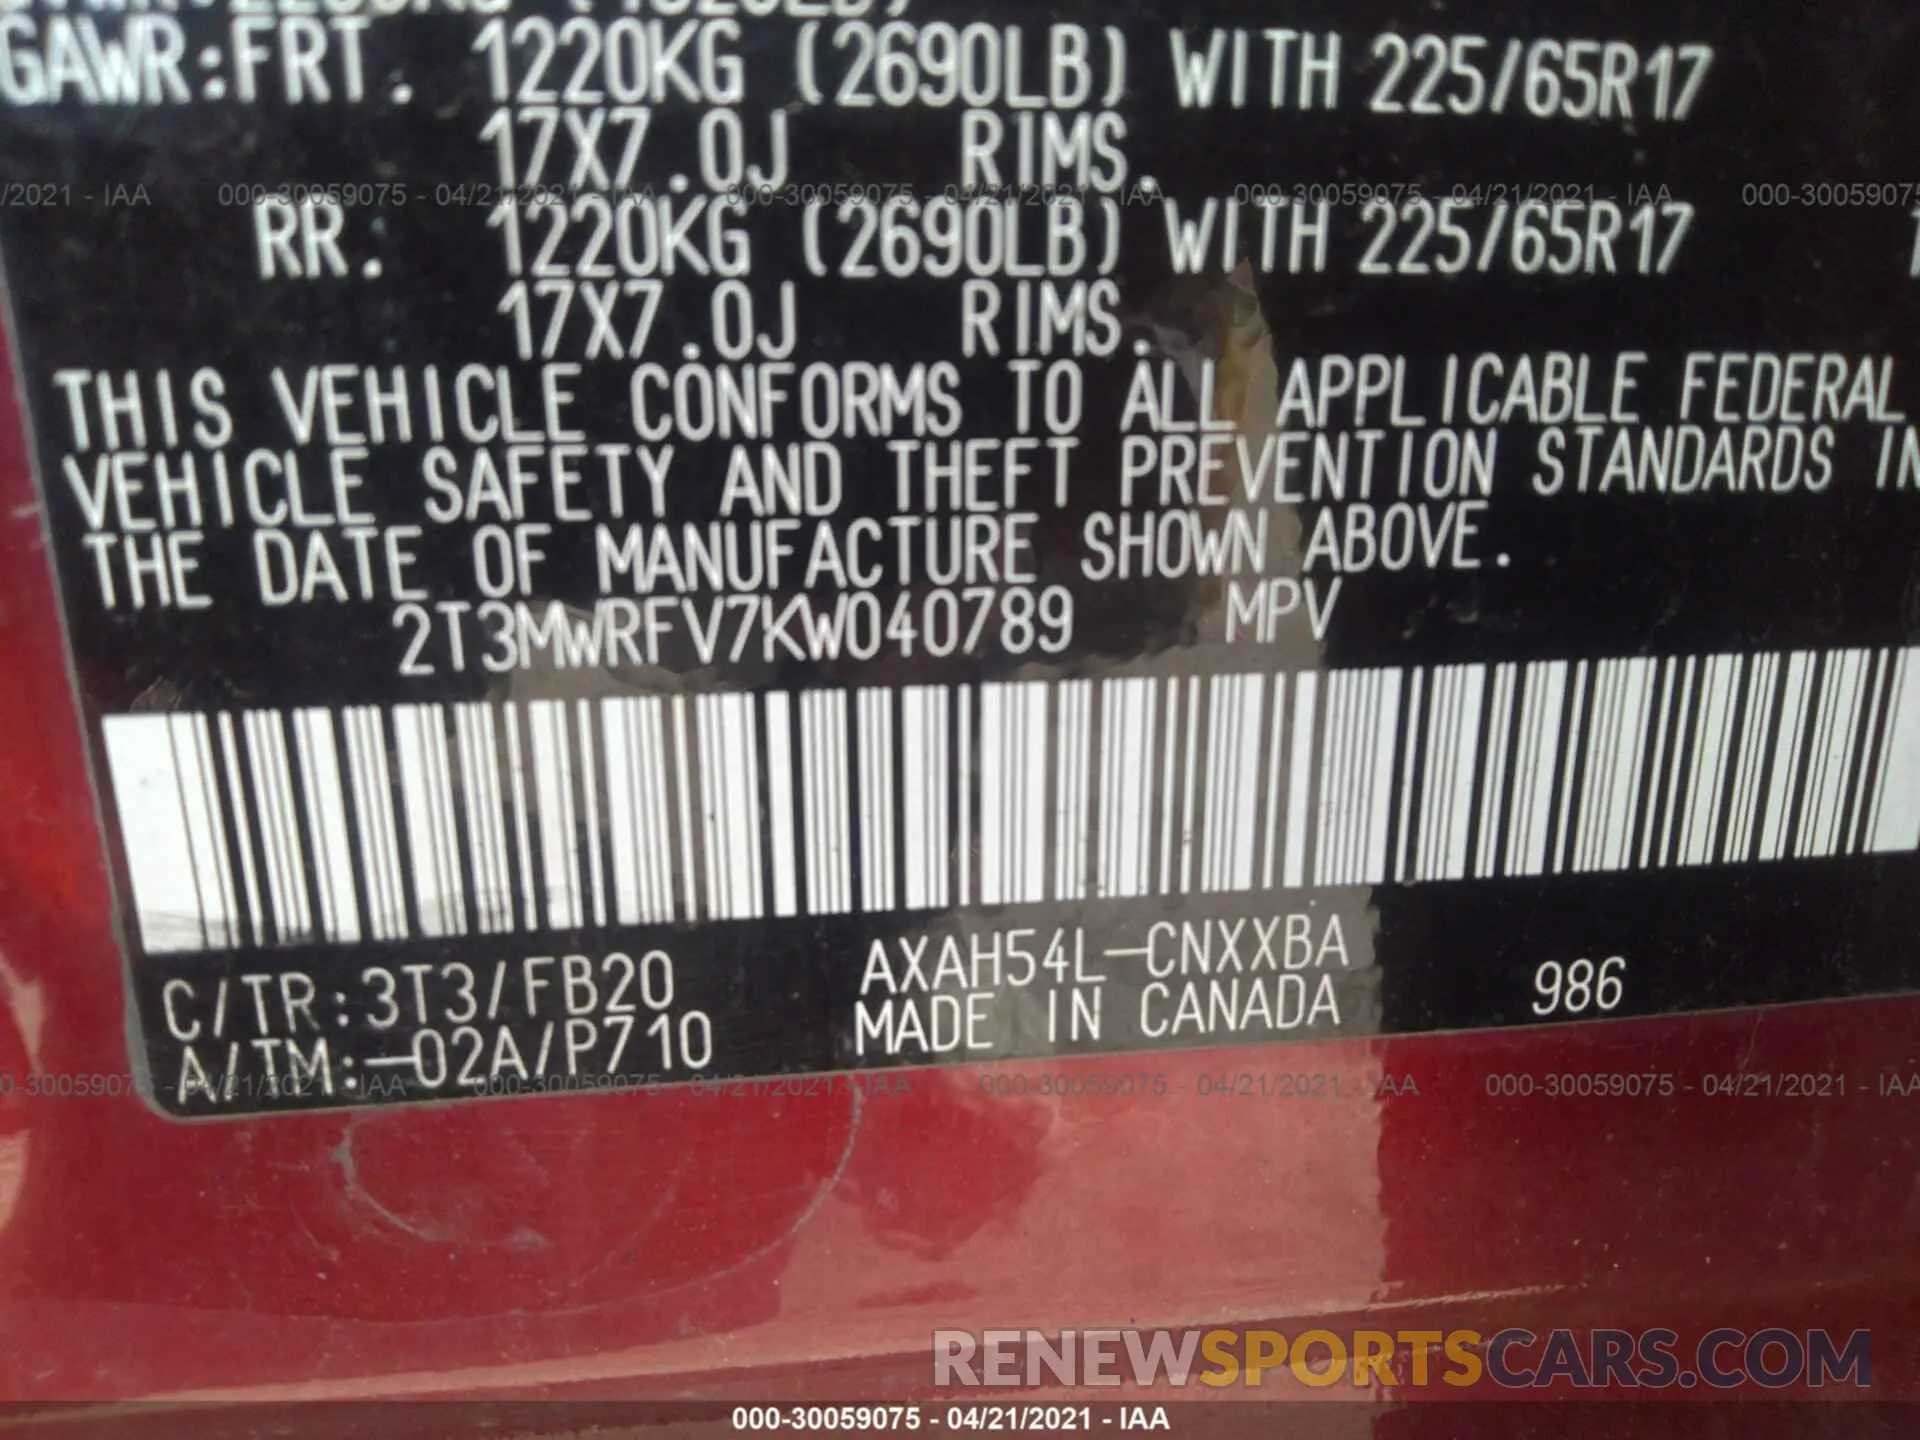 GAWR:FRT. 1220KG (2690LB) WITH 225/65R17
17X7.0J RIMS.
/2021 - IAA 000-30059075 - 04/21/2021 - IAA 000-30059075 - 04/21/2021 - IAA 000-30059075 - 04/21/2021 - IAA 000-30059075
RR. 1220KG (2690LB) WITH 225/65R17
17X7.0J RIMS.
THIS VEHICLE CONFORMS TO ALL APPLICABLE FEDERAL
VEHICLE SAFETY AND THEFT PREVENTION STANDARDS IN
THE DATE OF MANUFACTURE SHOWN ABOVE.
2T3MWRFV7KW040789 MPV
C/TR:3T3/FB20 AXAH54L-CNXXBA 986
A/TM:-02A/P710 MADE IN CANADA
0-30059075 - 04/21/2021 - IAA 000-30059075 - 04/21/2021 - IAA 000-30059075 - 04/21/2021 - IAA 000-30059075 - 04/21/2021 - IAA
RENEWSPORTSCARS.COM
000-30059075 - 04/21/2021 - IAA